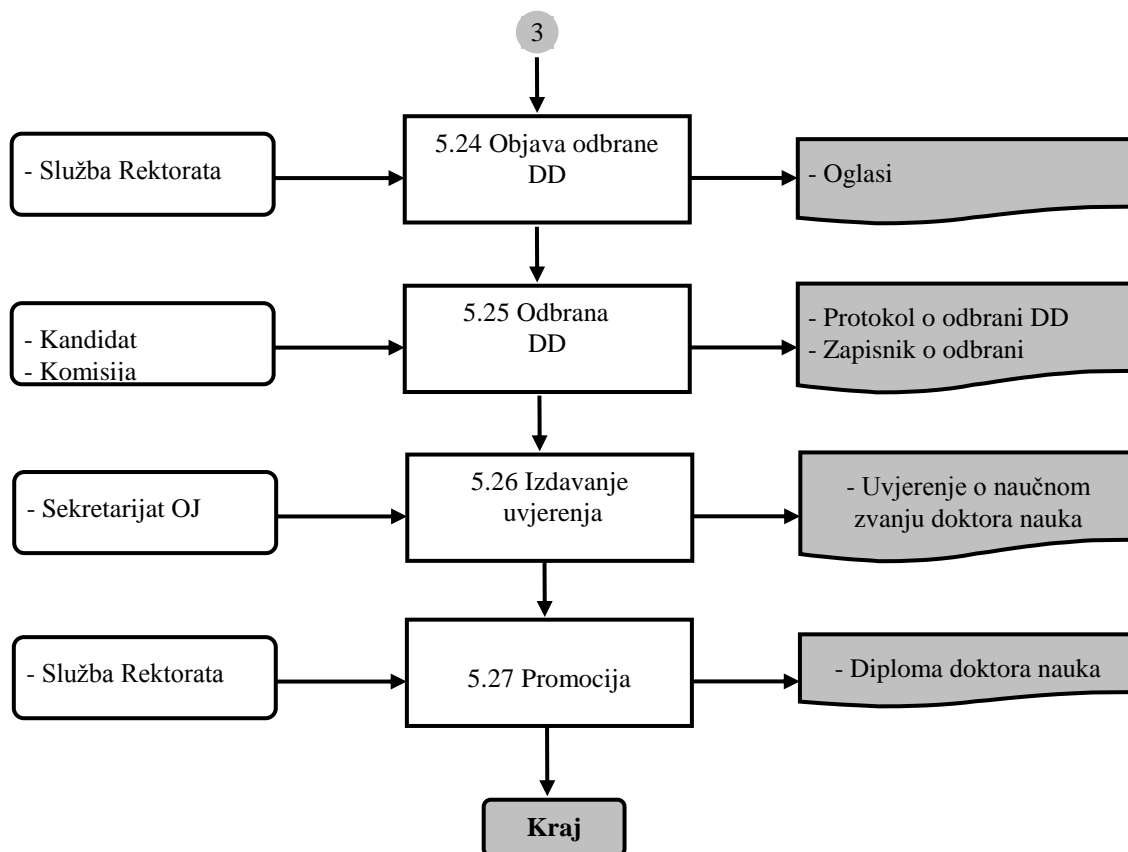 3
- Služba Rektorata
5.24 Objava odbrane
DD
- Oglasi
- Kandidat
- Komisija
5.25 Odbrana
DD
- Protokol o odbrani DD
- Zapisnik o odbrani
- Sekretarijat OJ
5.26 Izdavanje
uvjerenja
- Uvjerenje o naučnom
zvanju doktora nauka
- Služba Rektorata
5.27 Promocija
- Diploma doktora nauka
Kraj